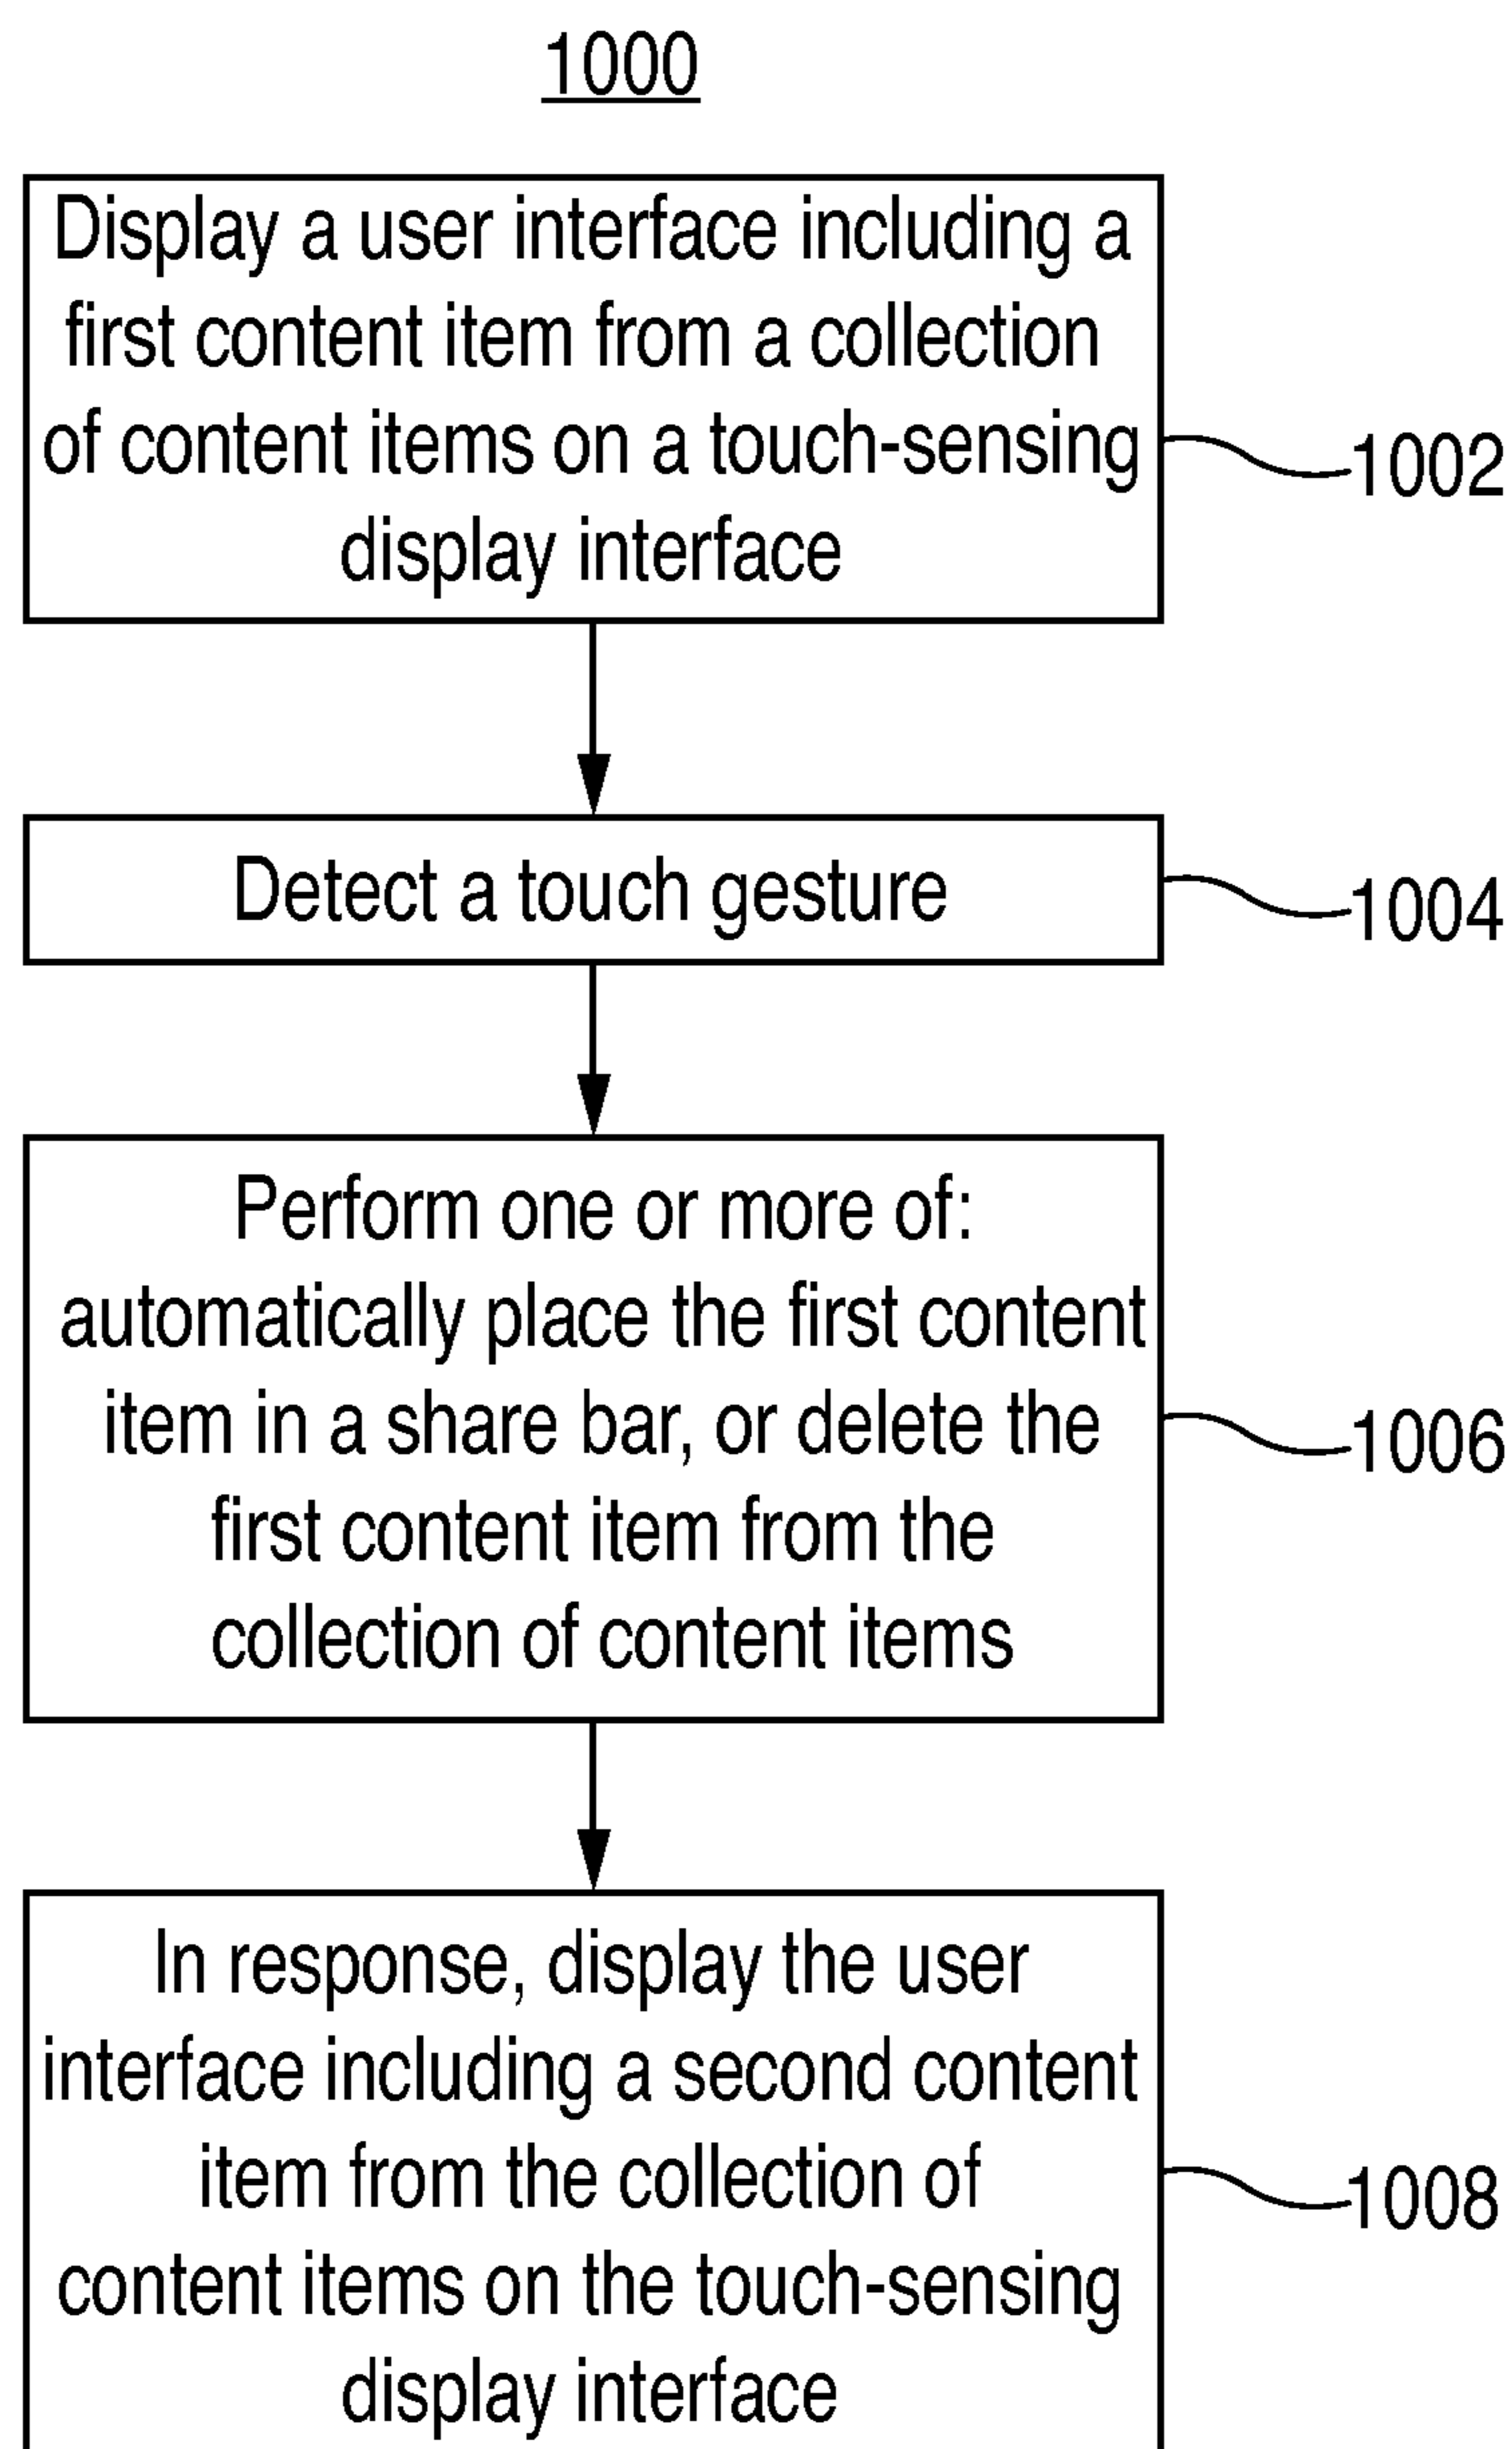 1000
Display a user interface including a
first content item from a collection
of content items on a touch-sensing
display interface
1002
Detect a touch gesture
1004
Perform one or more of:
automatically place the first content
item in a share bar, or delete the
first content item from the
collection of content items
1006
In response, display the user
interface including a second content
item from the collection of
content items on the touch-sensing
display interface
1008